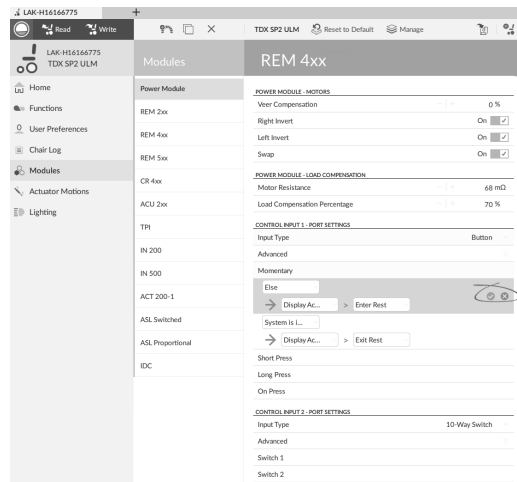 LAK-H16166775
Read
Write
TDX SP2 ULM
Reset to Default
Manage
LAK-H16166775
TDX SP2 ULM
Home
Functions
User Preferences
Chair Log
Modules
Actuator Motions
Lighting
Modules
Power Module
REM 2xx
REM 4xx
REM 5xx
CR 4xx
ACU 2xx
TPI
IN 200
IN 500
ACT 200-1
ASL Switched
ASL Proportional
IDC
REM 4xx
POWER MODULE - MOTORS
Veer Compensation − + 0 %
Right Invert On
Left Invert On
Swap On
POWER MODULE - LOAD COMPENSATION
Motor Resistance − + 68 mΩ
Load Compensation Percentage − + 70 %
CONTROL INPUT 1 - PORT SETTINGS
Input Type Button
Advanced
Momentary
Else
Display Ac... > Enter Rest
System is i...
Display Ac... > Exit Rest
Short Press
Long Press
On Press
CONTROL INPUT 2 - PORT SETTINGS
Input Type 10-Way Switch
Advanced
Switch 1
Switch 2